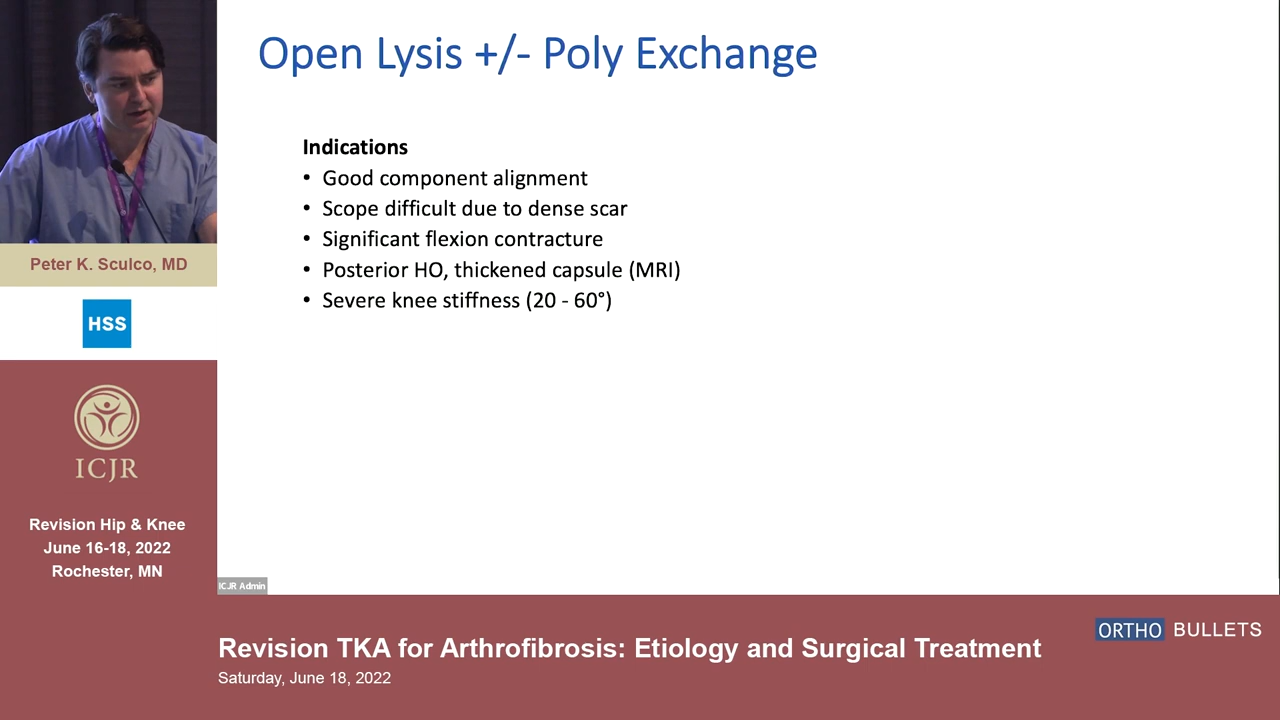 Open Lysis +/- Poly Exchange
Indications
• Good component alignment
• Scope difficult due to dense scar
• Significant flexion contracture
• Posterior HO, thickened capsule (MRI)
• Severe knee stiffness (20 - 60°)
Peter K. Sculco, MD
HSS
ICJR
Revision Hip & Knee
June 16-18, 2022
Rochester, MN
ICJR Admin
Revision TKA for Arthrofibrosis: Etiology and Surgical Treatment
Saturday, June 18, 2022
ORTHO BULLETS